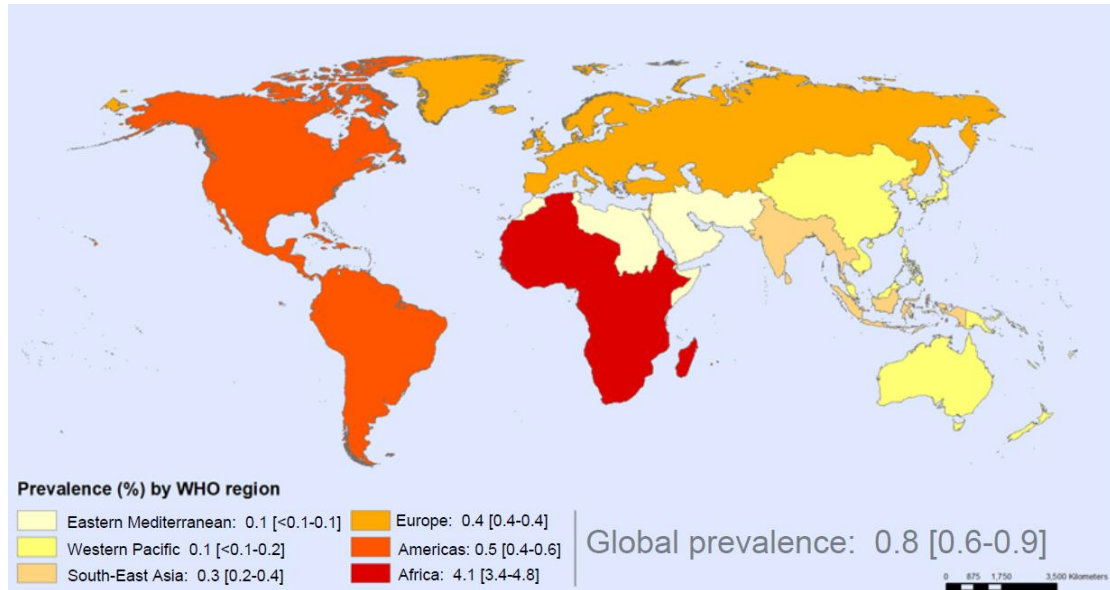 Prevalence (%) by WHO region
Eastern Mediterranean: 0.1 [<0.1-0.1]
Western Pacific 0.1 [<0.1-0.2]
South-East Asia: 0.3 [0.2-0.4]
Europe: 0.4 [0.4-0.4]
Americas: 0.5 [0.4-0.6]
Africa: 4.1 [3.4-4.8]
Global prevalence: 0.8 [0.6-0.9]
0 875 1,750 3,500 Kilometers